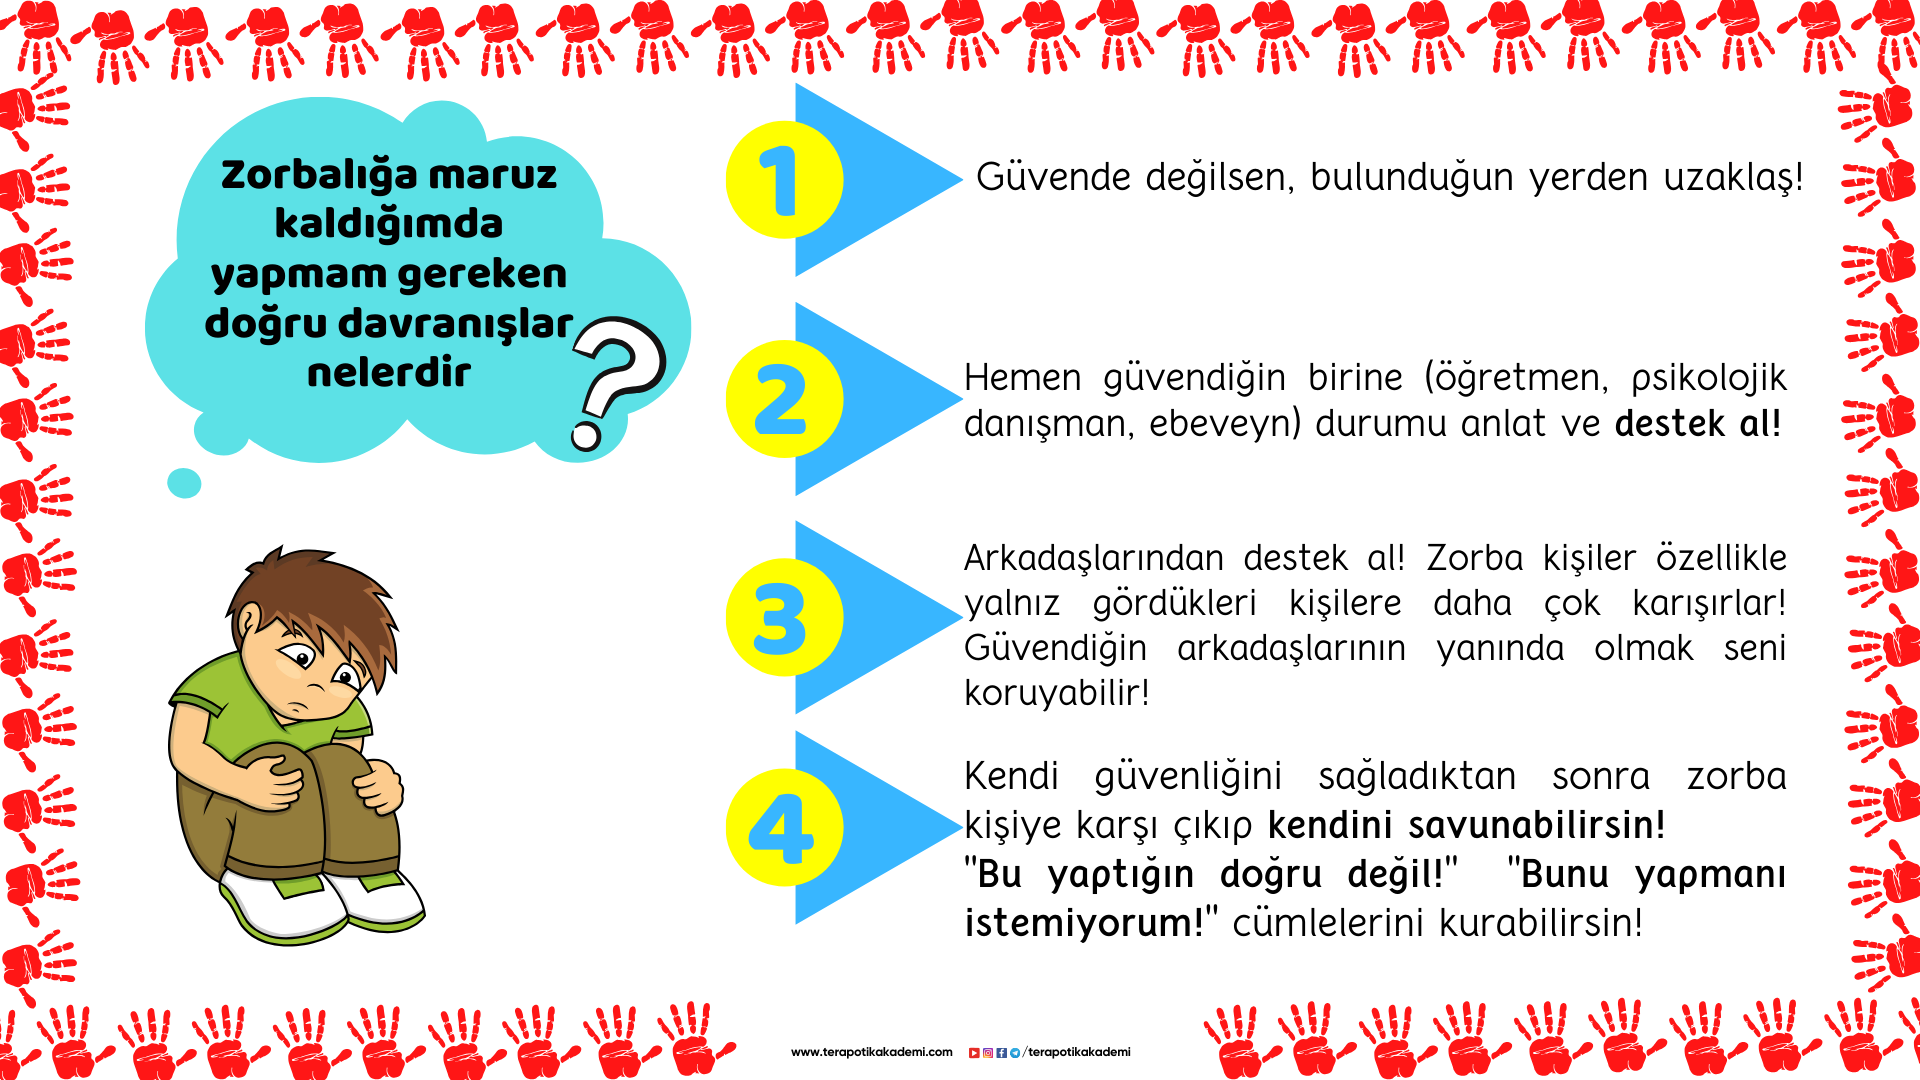 Zorbalığa maruz
kaldığımda
yapmam gereken
doğru davranışlar
nelerdir
?
1
Güvende değilsen, bulunduğun yerden uzaklaş!
2
Hemen güvendiğin birine (öğretmen, psikolojik
danışman, ebeveyn) durumu anlat ve destek al!
3
Arkadaşlarından destek al! Zorba kişiler özellikle
yalnız gördükleri kişilere daha çok karışırlar!
Güvendiğin arkadaşlarının yanında olmak seni
koruyabilir!
4
Kendi güvenliğini sağladıktan sonra zorba
kişiye karşı çıkıp kendini savunabilirsin!
"Bu yaptığın doğru değil!" "Bunu yapmanı
istemiyorum!" cümlelerini kurabilirsin!
www.terapotikakademi.com /terapotikakademi